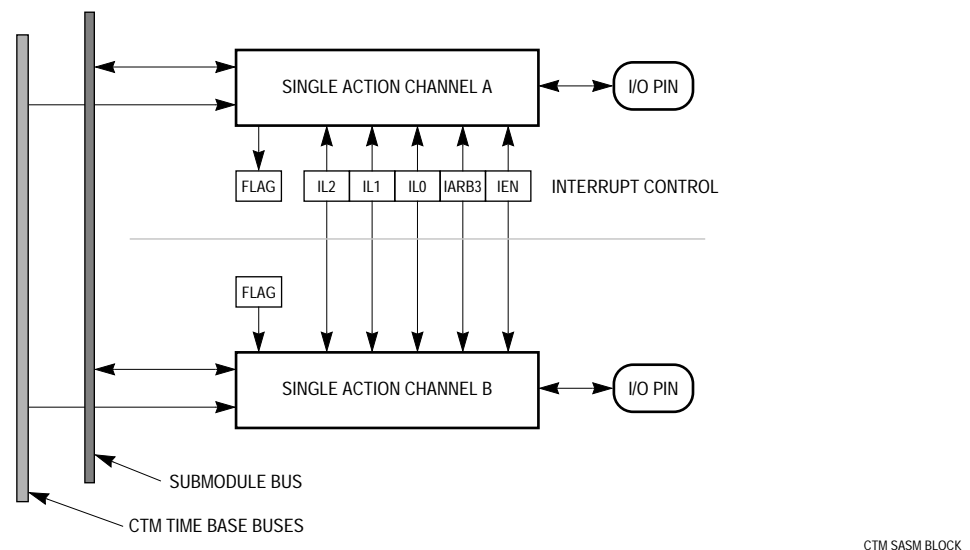 SINGLE ACTION CHANNEL A
I/O PIN
FLAG
IL2
IL1
IL0
IARB3
IEN
INTERRUPT CONTROL
FLAG
SINGLE ACTION CHANNEL B
I/O PIN
SUBMODULE BUS
CTM TIME BASE BUSES
CTM SASM BLOCK